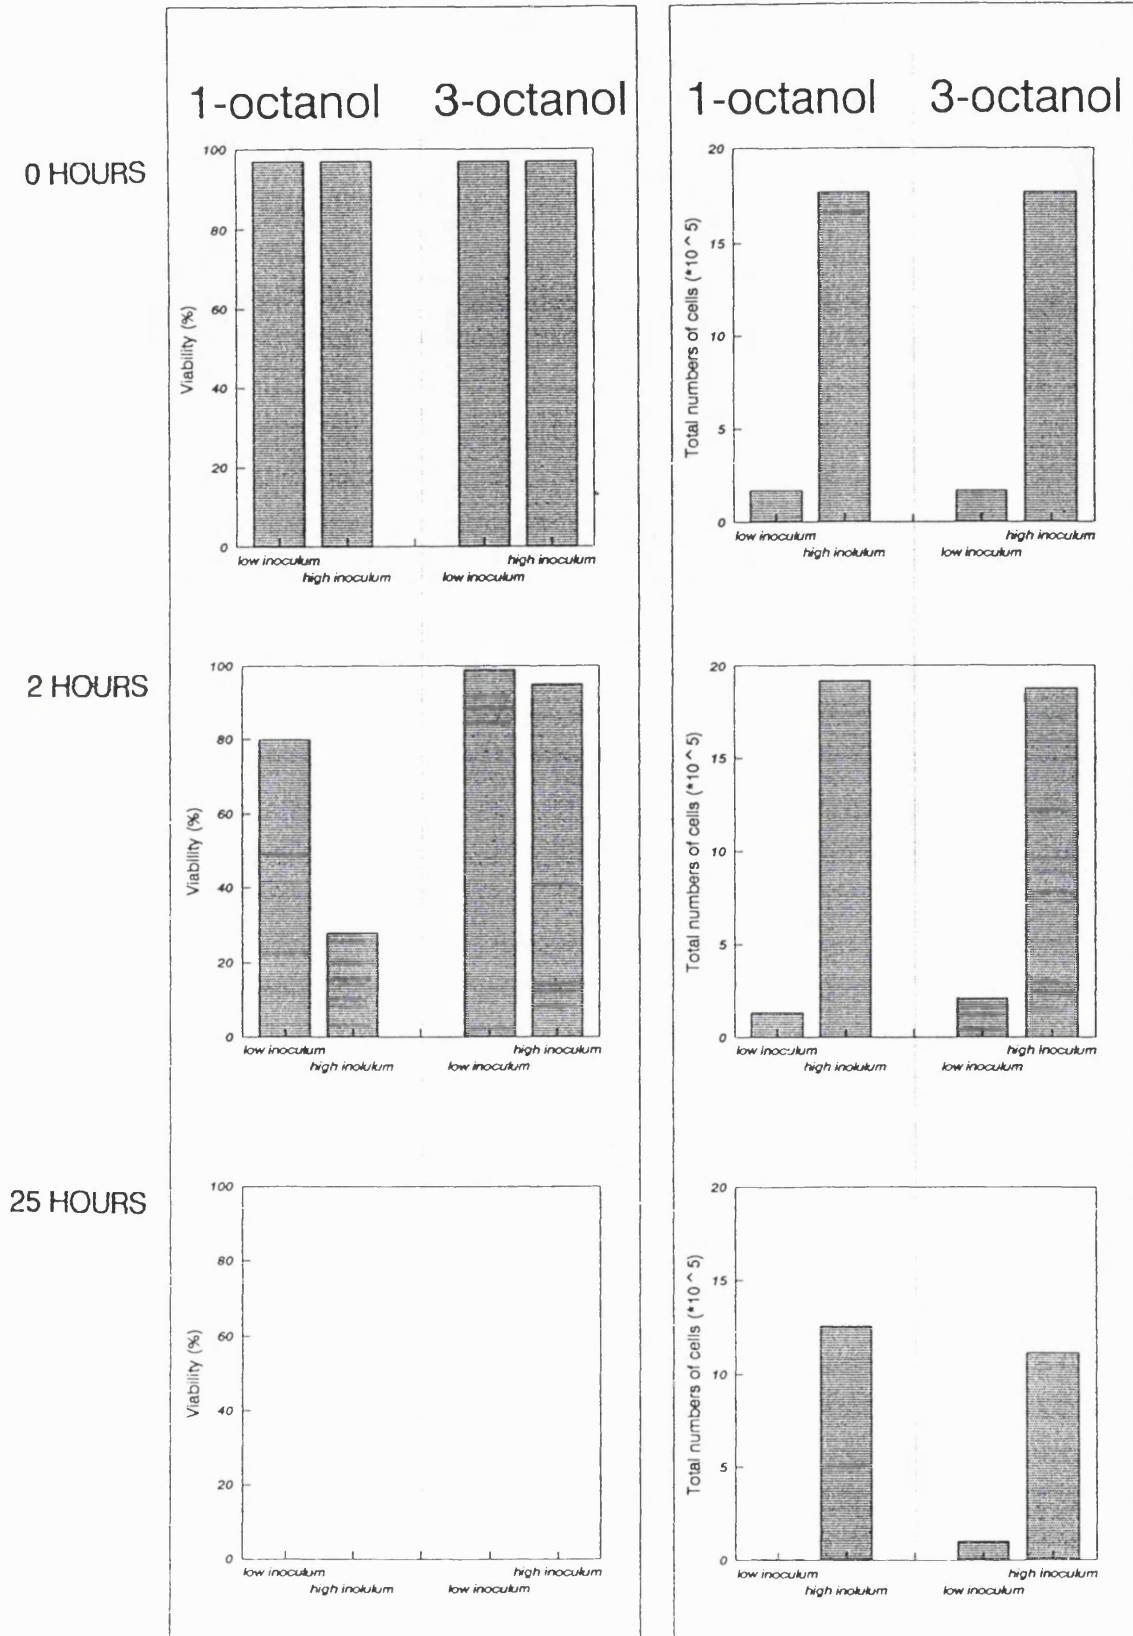 1-octanol 3-octanol
1-octanol 3-octanol
0 HOURS
100
80
60
40
20
0
Viability (%)
low inoculum
high inoculum
low inoculum
high inoculum
20
15
10
5
0
Total numbers of cells (*10^5)
low inoculum
high inolulum
low inoculum
high inoculum
2 HOURS
100
80
60
40
20
0
Viability (%)
low inoculum
high inolulum
low inoculum
high inoculum
20
15
10
5
0
Total numbers of cells (*10^5)
low inoculum
high inolulum
low inoculum
high inoculum
25 HOURS
100
80
60
40
20
0
Viability (%)
low inoculum
high inolulum
low inoculum
high inoculum
20
15
10
5
0
Total numbers of cells (*10^5)
low inoculum
high inolulum
low inoculum
high inoculum